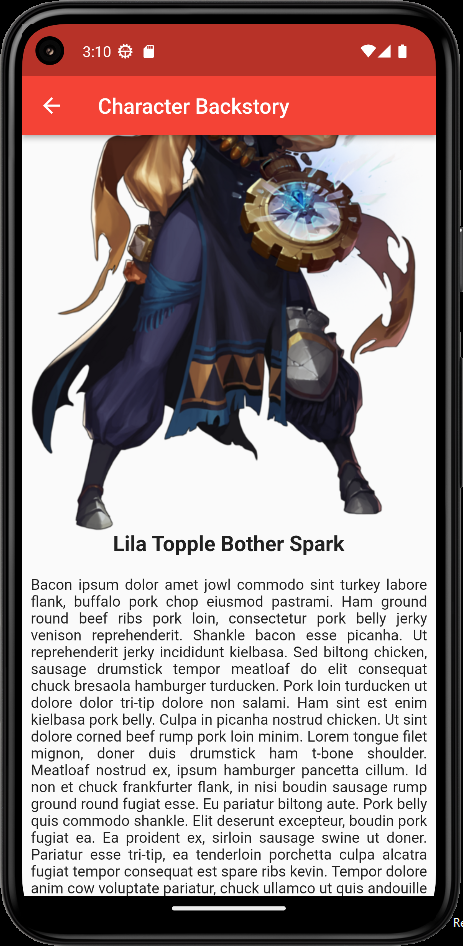 3:10
Character Backstory
Lila Topple Bother Spark
Bacon ipsum dolor amet jowl commodo sint turkey labore
flank, buffalo pork chop eiusmod pastrami. Ham ground
round beef ribs pork loin, consectetur pork belly jerky
venison reprehenderit. Shankle bacon esse picanha. Ut
reprehenderit jerky incididunt kielbasa. Sed biltong chicken,
sausage drumstick tempor meatloaf do elit consequat
chuck bresaola hamburger turducken. Pork loin turducken ut
dolore dolor tri-tip dolore non salami. Ham sint est enim
kielbasa pork belly. Culpa in picanha nostrud chicken. Ut sint
dolore corned beef rump pork loin minim. Lorem tongue filet
mignon, doner duis drumstick ham t-bone shoulder.
Meatloaf nostrud ex, ipsum hamburger pancetta cillum. Id
non et chuck frankfurter flank, in nisi boudin sausage rump
ground round fugiat esse. Eu pariatur biltong aute. Pork belly
quis commodo shankle. Elit deserunt excepteur, boudin pork
fugiat ea. Ea proident ex, sirloin sausage swine ut doner.
Pariatur esse tri-tip, ea tenderloin porchetta culpa alcatra
fugiat tempor consequat est spare ribs kevin. Tempor dolore
anim cow voluptate pariatur, chuck ullamco ut quis andouille